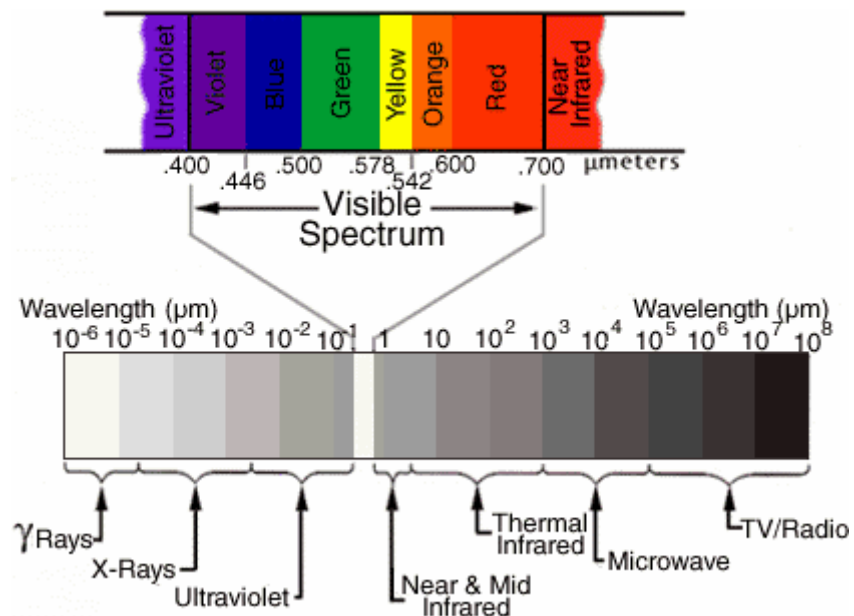 Ultraviolet
Violet
Blue
Green
Yellow
Orange
Red
Near
Infrared
.400
.446
.500
.578
.542
.600
.700
µmeters
Visible
Spectrum
Wavelength (µm)
Wavelength (µm)
10⁻⁶ 10⁻⁵ 10⁻⁴ 10⁻³ 10⁻² 10⁻¹ 1 10 10² 10³ 10⁴ 10⁵ 10⁶ 10⁷ 10⁸
γ Rays
X-Rays
Ultraviolet
Near & Mid
Infrared
Thermal
Infrared
Microwave
TV/Radio